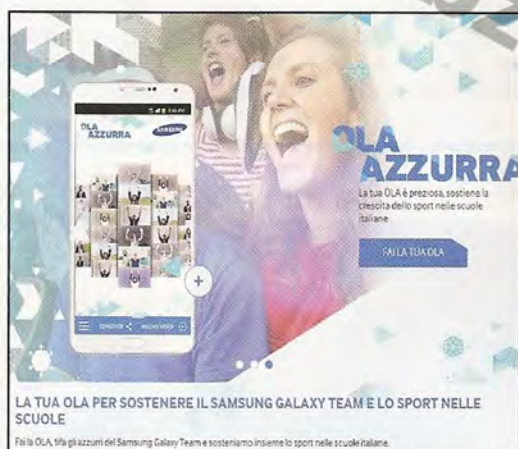 OLA
AZZURRA
SAMSUNG
OLA
AZZURRA
La tua OLA è preziosa, sostiene la
crescita dello sport nelle scuole
italiane
FAI LA TUA OLA
+
LA TUA OLA PER SOSTENERE IL SAMSUNG GALAXY TEAM E LO SPORT NELLE
SCUOLE
Fai la OLA, tifa gli azzurri del Samsung Galaxy Team e sosteniamo insieme lo sport nelle scuole italiane.